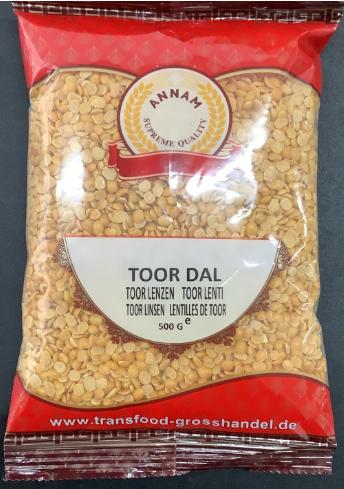 ANNAM
SUPREME QUALITY
TOOR DAL
TOOR LENZEN TOOR LENTI
TOOR LINSEN LENTILLES DE TOOR
500 G e
www.transfood-grosshandel.de